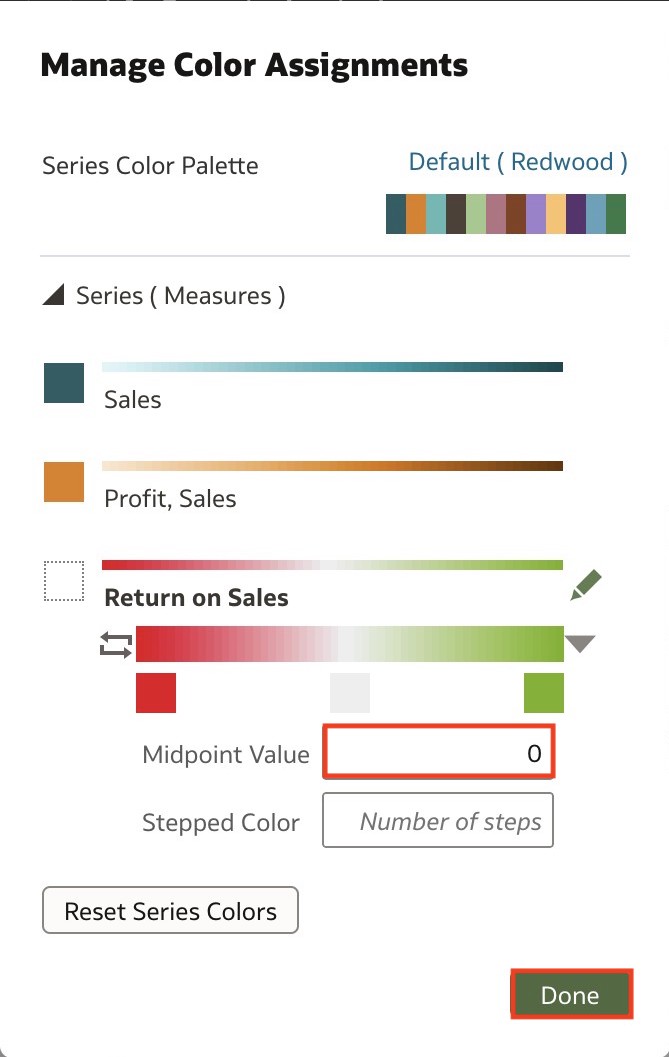 Manage Color Assignments
Series Color Palette
Default ( Redwood )
Series ( Measures )
Sales
Profit, Sales
Return on Sales
Midpoint Value
0
Stepped Color
Number of steps
Reset Series Colors
Done